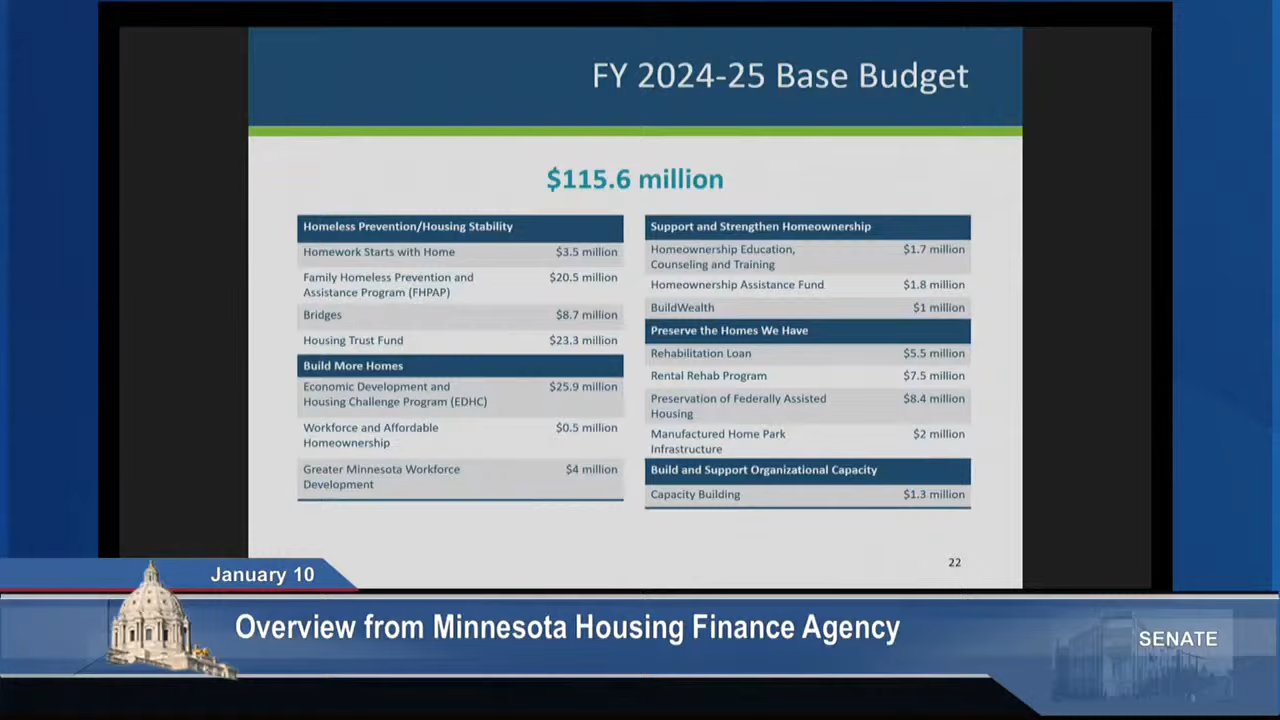 FY 2024-25 Base Budget
$115.6 million
Homeless Prevention/Housing Stability
Homework Starts with Home $3.5 million
Family Homeless Prevention and $20.5 million
Assistance Program (FHPAP)
Bridges $8.7 million
Housing Trust Fund $23.3 million
Build More Homes
Economic Development and $25.9 million
Housing Challenge Program (EDHC)
Workforce and Affordable $0.5 million
Homeownership
Greater Minnesota Workforce $4 million
Development
Support and Strengthen Homeownership
Homeownership Education, $1.7 million
Counseling and Training
Homeownership Assistance Fund $1.8 million
BuildWealth $1 million
Preserve the Homes We Have
Rehabilitation Loan $5.5 million
Rental Rehab Program $7.5 million
Preservation of Federally Assisted $8.4 million
Housing
Manufactured Home Park $2 million
Infrastructure
Build and Support Organizational Capacity
Capacity Building $1.3 million
22
January 10
Overview from Minnesota Housing Finance Agency
SENATE